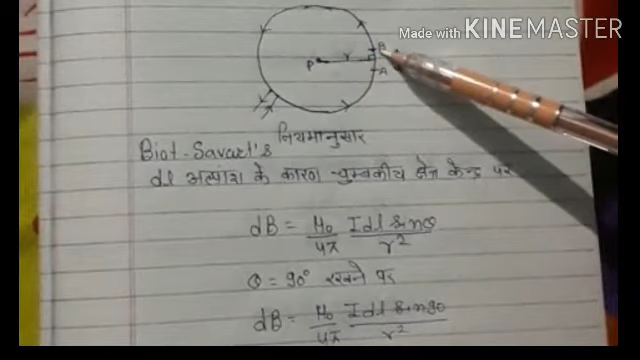 Made with KINEMASTER
r B
P
A
Biot-Savart's नियमानुसार
dl अल्पांश के कारण चुम्बकीय क्षेत्र केन्द्र पर
dB = μ₀/4π Idl sinθ/r²
θ = 90° रखने पर
dB = μ₀/4π Idl sin90/r²